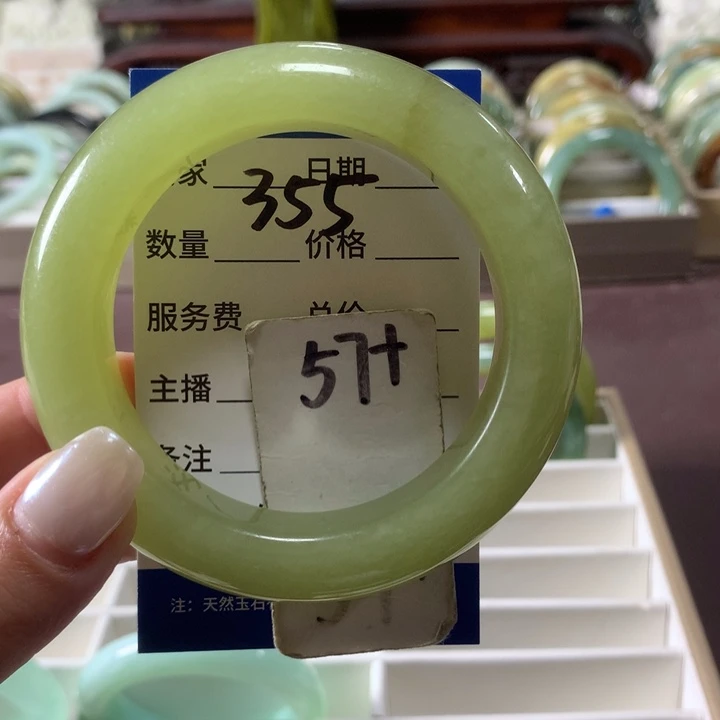 家 日期
355
数量 价格
服务费 总价
57+
主播
备注
注：天然玉石